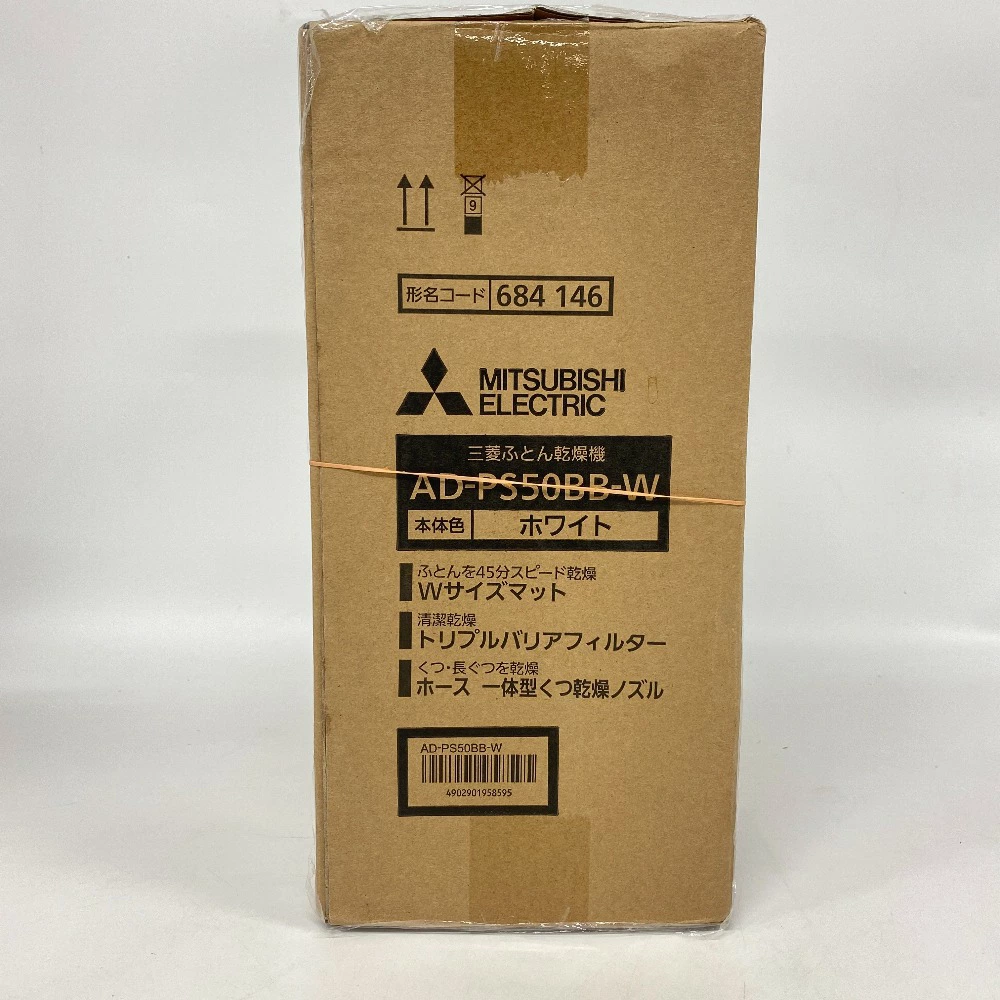 9
形名コード 684 146
MITSUBISHI
ELECTRIC
三菱ふとん乾燥機
AD-PS50BB-W
本体色 ホワイト
ふとんを45分スピード乾燥
Wサイズマット
清潔乾燥
トリプルバリアフィルター
くつ・長ぐつを乾燥
ホース 一体型くつ乾燥ノズル
AD-PS50BB-W
4902901958595